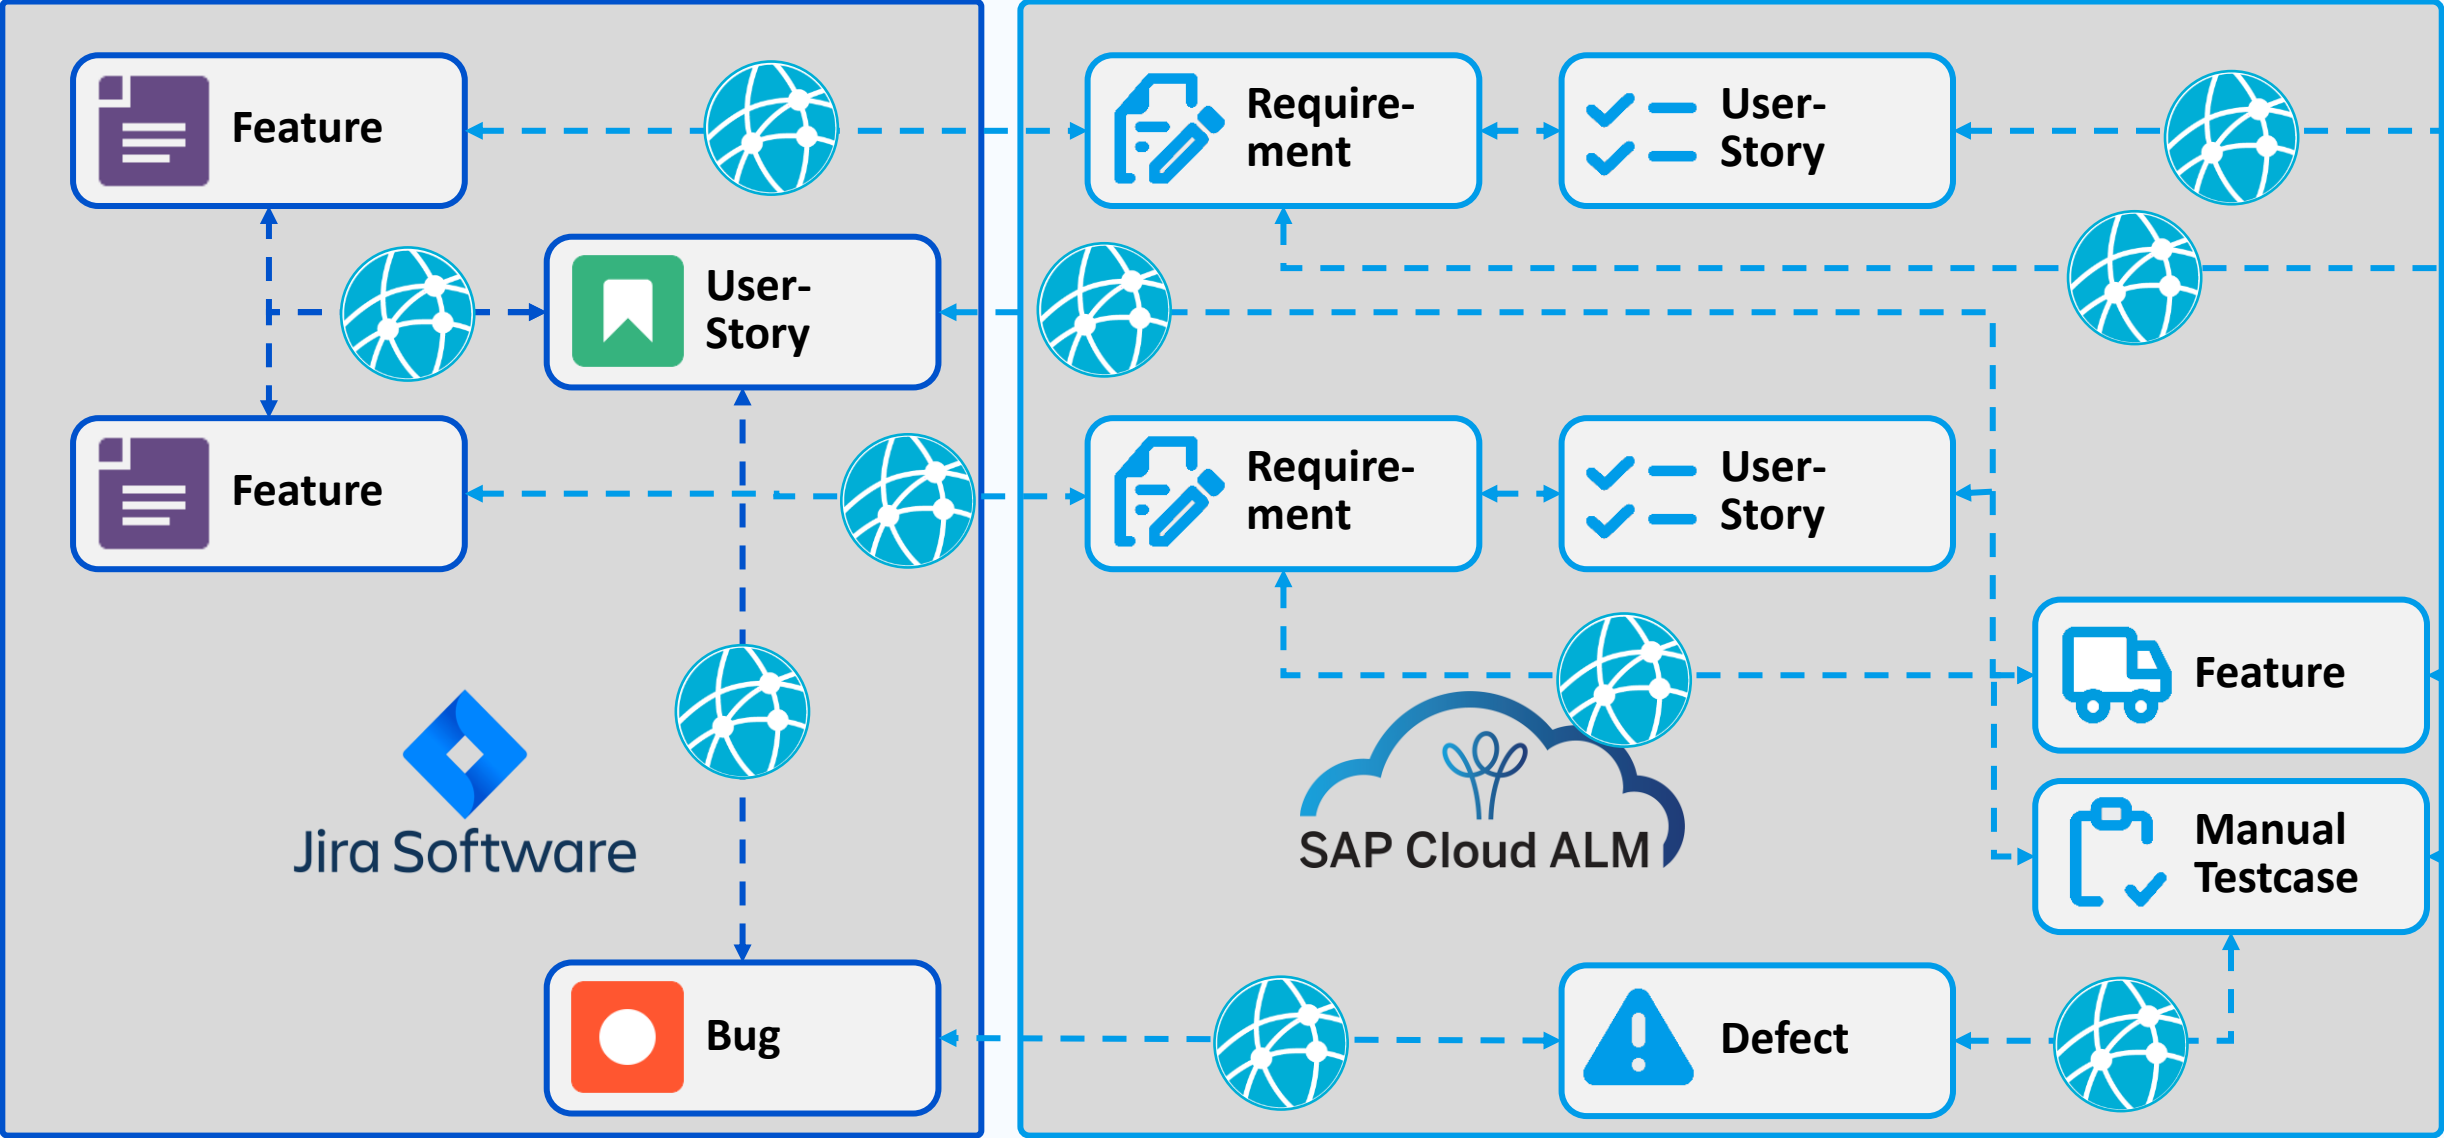 Feature
Require-
ment
User-
Story
User-
Story
Feature
Require-
ment
User-
Story
Feature
Jira Software
SAP Cloud ALM
Manual
Testcase
Bug
Defect